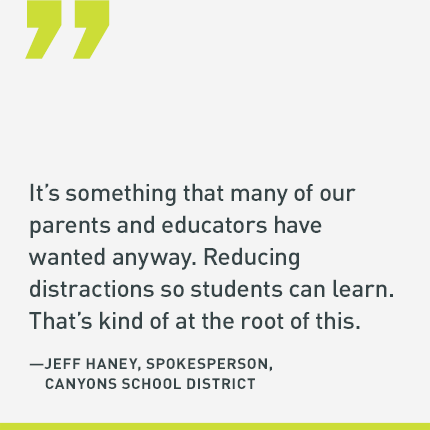 ”
It’s something that many of our
parents and educators have
wanted anyway. Reducing
distractions so students can learn.
That’s kind of at the root of this.
—JEFF HANEY, SPOKESPERSON,
CANYONS SCHOOL DISTRICT